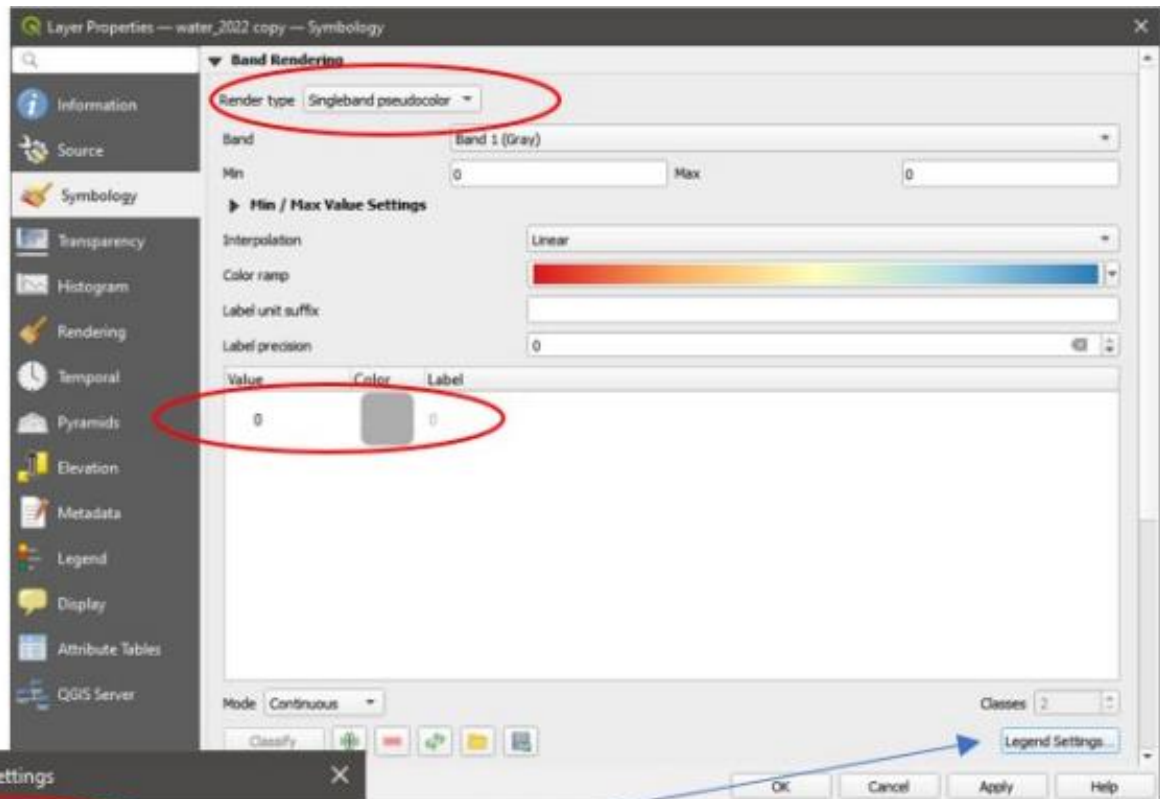 Layer Properties — water_2022 copy — Symbology
Information
Source
Symbology
Transparency
Histogram
Rendering
Temporal
Pyramids
Elevation
Metadata
Legend
Display
Attribute Tables
QGIS Server
Band Rendering
Render type Singleband pseudocolor
Band Band 1 (Gray)
Min 0 Max 0
Min / Max Value Settings
Interpolation Linear
Color ramp
Label unit suffix
Label precision 0
Value Color Label
0 0
Mode Continuous Classes 2
Classify Legend Settings...
OK Cancel Apply Help
ettings